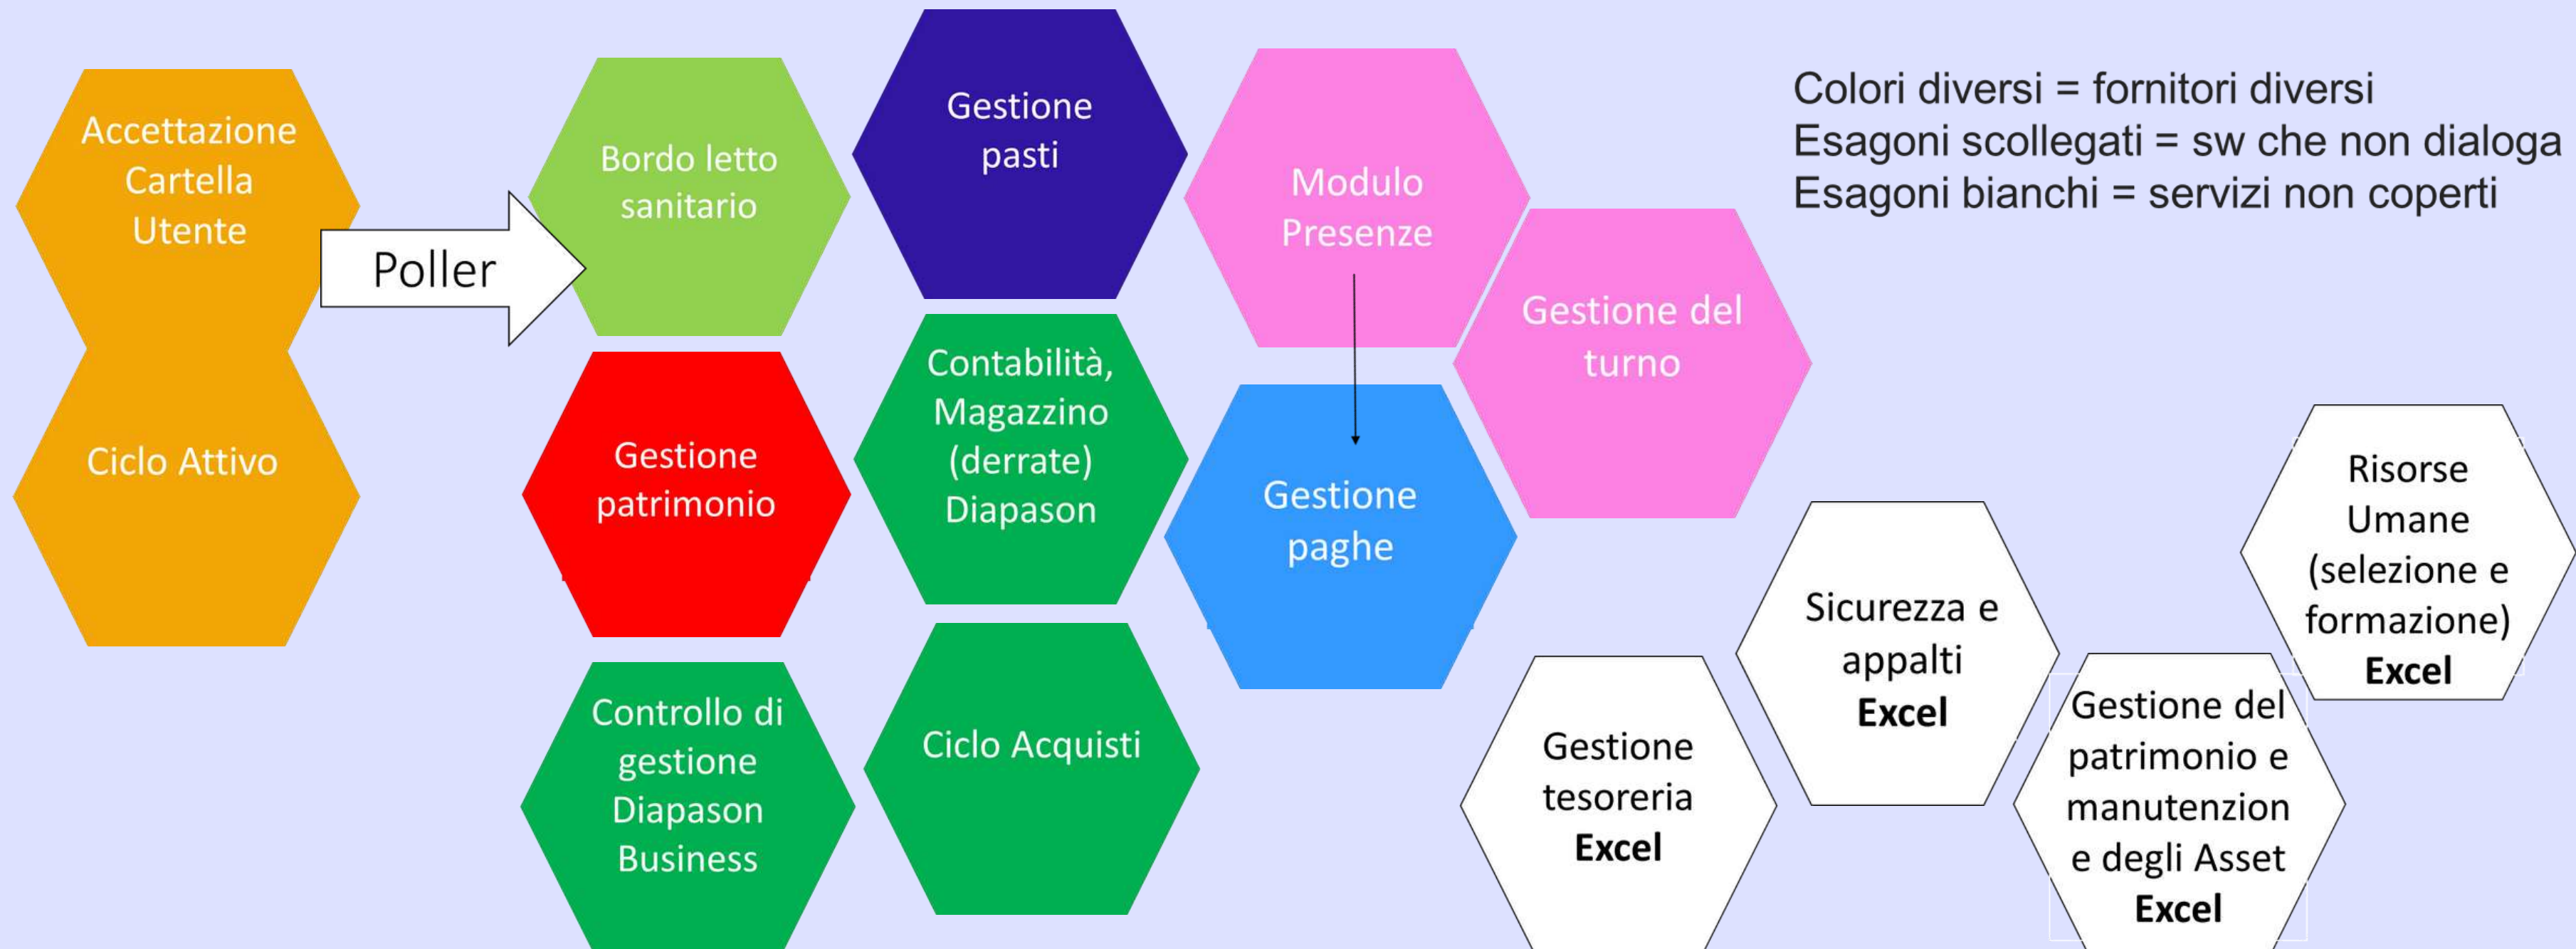 Accettazione
Cartella
Utente
Poller
Ciclo Attivo
Bordo letto
sanitario
Gestione
pasti
Modulo
Presenze
Gestione del
turno
Colori diversi = fornitori diversi
Esagoni scollegati = sw che non dialoga
Esagoni bianchi = servizi non coperti
Gestione
patrimonio
Contabilità,
Magazzino
(derrate)
Diapason
Gestione
paghe
Controllo di
gestione
Diapason
Business
Ciclo Acquisti
Gestione
tesoreria
Excel
Sicurezza e
appalti
Excel
Gestione del
patrimonio e
manutenzion
e degli Asset
Excel
Risorse
Umane
(selezione e
formazione)
Excel